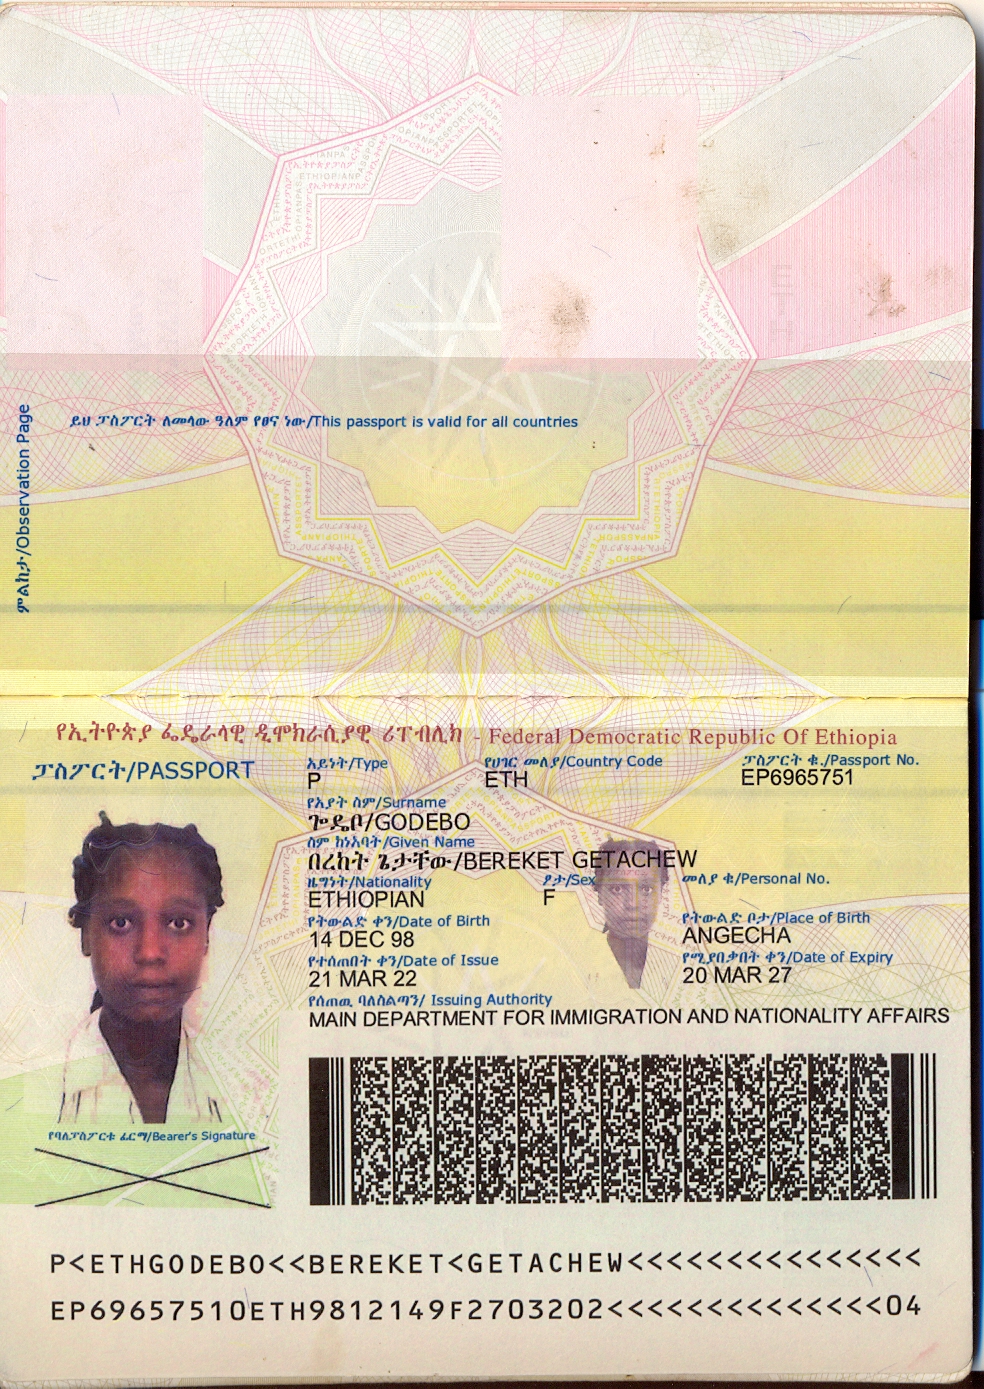 ምልከታ/Observation Page
ይህ ፓስፖርት ለመላው ዓለም የፀና ነው/This passport is valid for all countries
የኢትዮጵያ ፌዴራላዊ ዲሞክራሲያዊ ሪፐብሊክ - Federal Democratic Republic Of Ethiopia
ፓስፖርት/PASSPORT
አይነት/Type
P
የሀገር መለያ/Country Code
ETH
ፓስፖርት ቁ./Passport No.
EP6965751
የአያት ስም/Surname
ጐዴቦ/GODEBO
ስም ከነአባት/Given Name
በረከት ጌታቸው/BEREKET GETACHEW
ዜግነት/Nationality
ETHIOPIAN
ፆታ/Sex
F
መለያ ቁ/Personal No.
የትውልድ ቀን/Date of Birth
14 DEC 98
የትውልድ ቦታ/Place of Birth
ANGECHA
የተሰጠበት ቀን/Date of Issue
21 MAR 22
የሚያበቃበት ቀን/Date of Expiry
20 MAR 27
የሰጠዉ ባለስልጣን/ Issuing Authority
MAIN DEPARTMENT FOR IMMIGRATION AND NATIONALITY AFFAIRS
የባለፓስፖርቱ ፊርማ/Bearer's Signature
P<ETHGODEBO<<BEREKET<GETACHEW<<<<<<<<<<<<<<<
EP69657510ETH9812149F2703202<<<<<<<<<<<<<<04